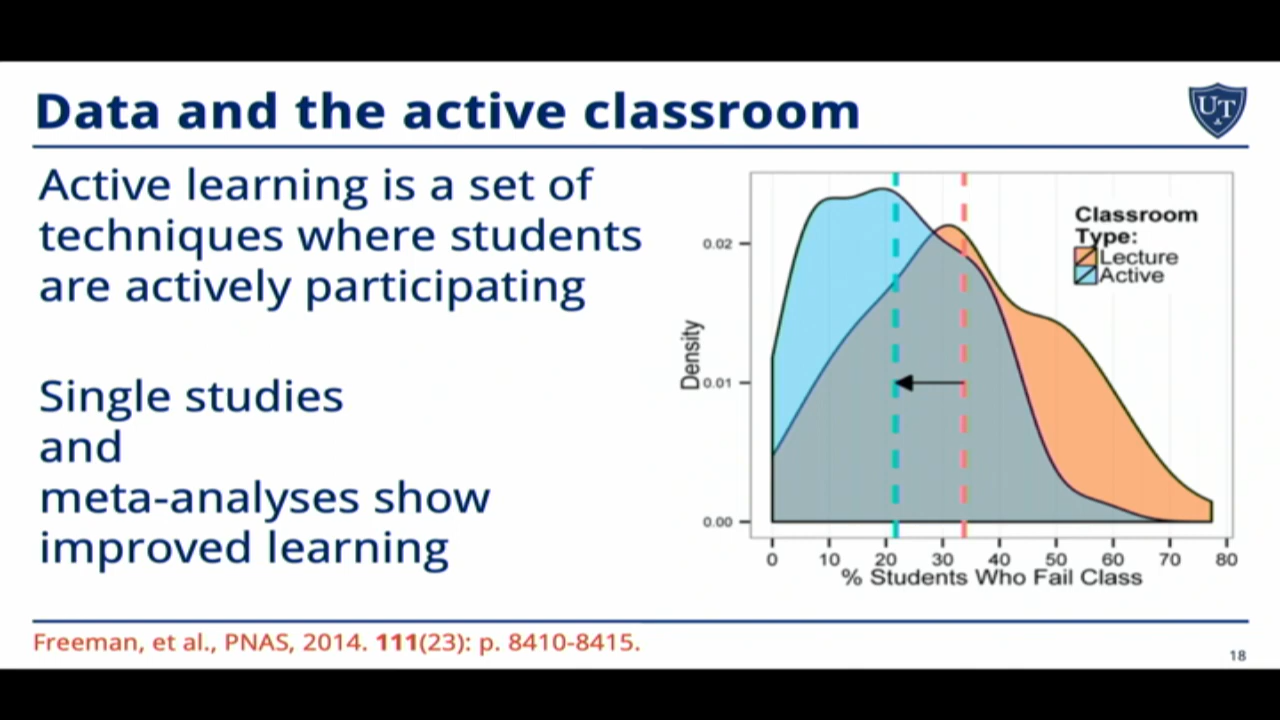 Data and the active classroom
UT
Active learning is a set of
techniques where students
are actively participating
Single studies
and
meta-analyses show
improved learning
Classroom
Type:
Lecture
Active
Density
0.02
0.01
0.00
0 10 20 30 40 50 60 70 80
% Students Who Fail Class
Freeman, et al., PNAS, 2014. 111(23): p. 8410-8415.
18